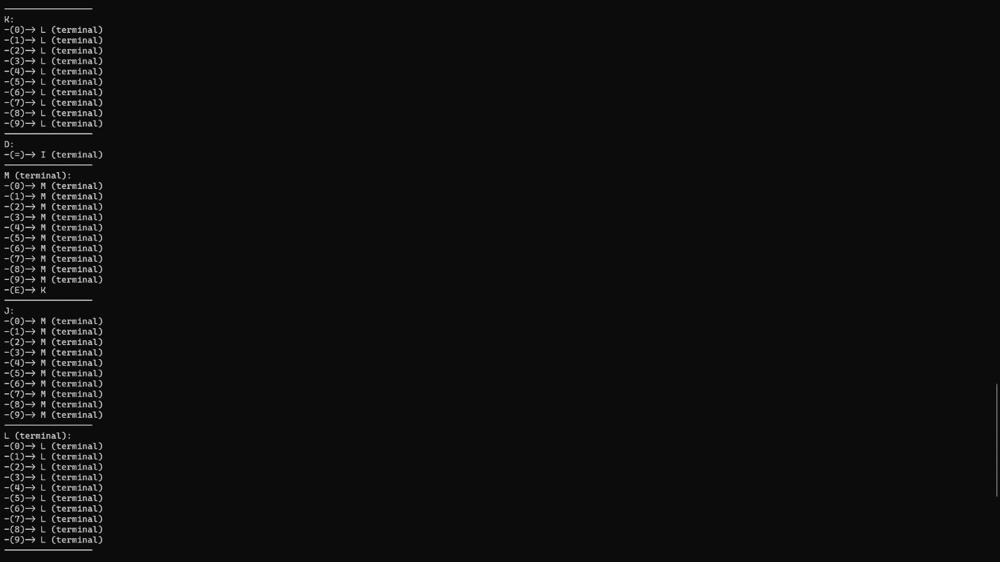 K:
-(0)-> L (terminal)
-(1)-> L (terminal)
-(2)-> L (terminal)
-(3)-> L (terminal)
-(4)-> L (terminal)
-(5)-> L (terminal)
-(6)-> L (terminal)
-(7)-> L (terminal)
-(8)-> L (terminal)
-(9)-> L (terminal)
D:
-(=)-> I (terminal)
M (terminal):
-(0)-> M (terminal)
-(1)-> M (terminal)
-(2)-> M (terminal)
-(3)-> M (terminal)
-(4)-> M (terminal)
-(5)-> M (terminal)
-(6)-> M (terminal)
-(7)-> M (terminal)
-(8)-> M (terminal)
-(9)-> M (terminal)
-(E)-> K
J:
-(0)-> M (terminal)
-(1)-> M (terminal)
-(2)-> M (terminal)
-(3)-> M (terminal)
-(4)-> M (terminal)
-(5)-> M (terminal)
-(6)-> M (terminal)
-(7)-> M (terminal)
-(8)-> M (terminal)
-(9)-> M (terminal)
L (terminal):
-(0)-> L (terminal)
-(1)-> L (terminal)
-(2)-> L (terminal)
-(3)-> L (terminal)
-(4)-> L (terminal)
-(5)-> L (terminal)
-(6)-> L (terminal)
-(7)-> L (terminal)
-(8)-> L (terminal)
-(9)-> L (terminal)